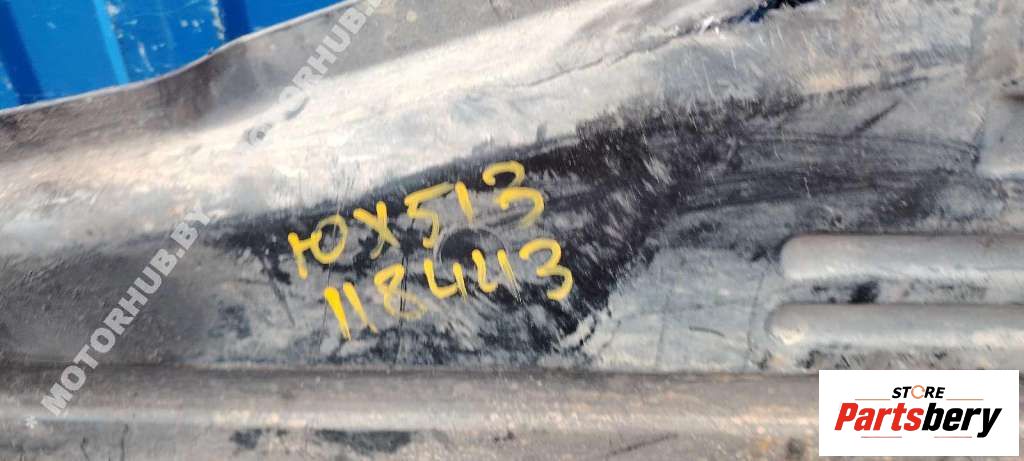 MOTORHUB.BY
MOTORHUB.BY
ЮХ513
118443
STORE
Partsbery